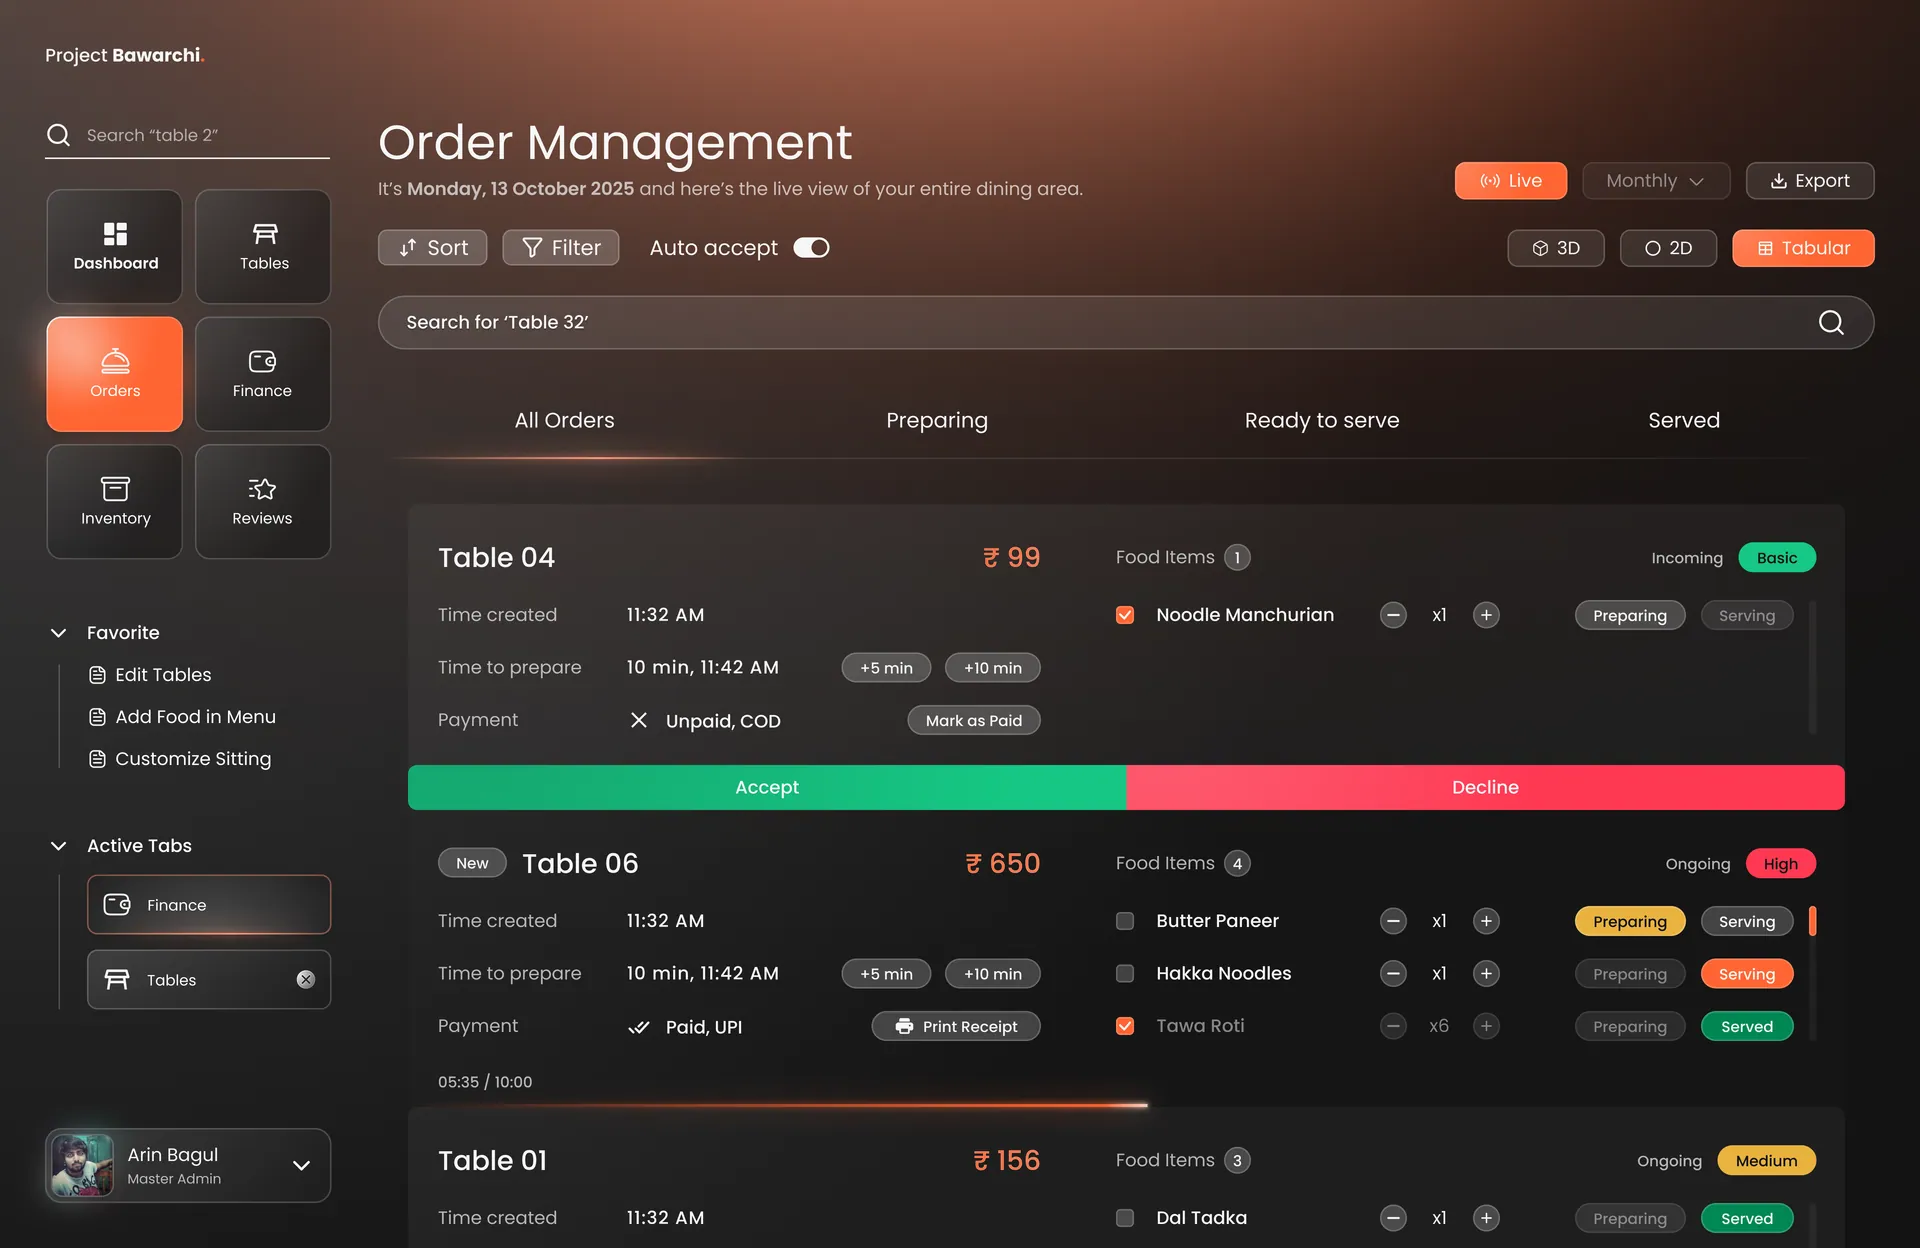 Project Bawarchi.
Search “table 2”
Dashboard
Tables
Orders
Finance
Inventory
Reviews
Favorite
Edit Tables
Add Food in Menu
Customize Sitting
Active Tabs
Finance
Tables
Arin Bagul
Master Admin
Order Management
It’s Monday, 13 October 2025 and here’s the live view of your entire dining area.
Live
Monthly
Export
Sort
Filter
Auto accept
3D
2D
Tabular
Search for ‘Table 32’
All Orders
Preparing
Ready to serve
Served
Table 04
₹ 99
Time created
11:32 AM
Time to prepare
10 min, 11:42 AM
+5 min
+10 min
Payment
Unpaid, COD
Mark as Paid
Food Items 1
Incoming
Basic
Noodle Manchurian
x1
Preparing
Serving
Accept
Decline
New
Table 06
₹ 650
Time created
11:32 AM
Time to prepare
10 min, 11:42 AM
+5 min
+10 min
Payment
Paid, UPI
Print Receipt
05:35 / 10:00
Food Items 4
Ongoing
High
Butter Paneer
x1
Preparing
Serving
Hakka Noodles
x1
Preparing
Serving
Tawa Roti
x6
Preparing
Served
Table 01
₹ 156
Time created
11:32 AM
Food Items 3
Ongoing
Medium
Dal Tadka
x1
Preparing
Served